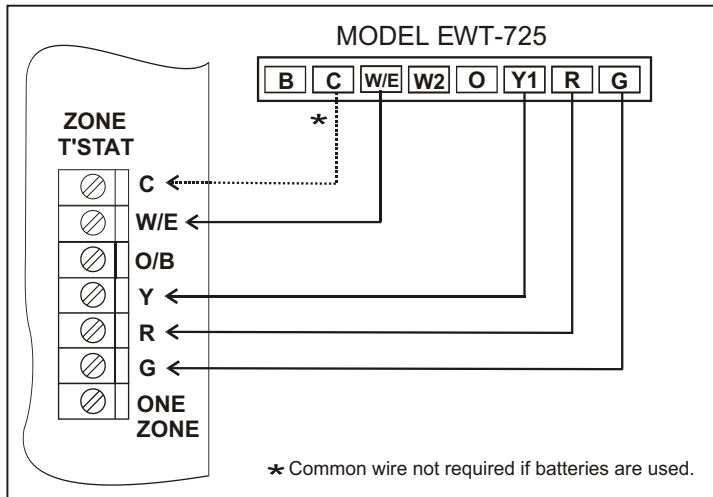 MODEL EWT-725
B C W/E W2 O Y1 R G
*
ZONE
T'STAT
C
W/E
O/B
Y
R
G
ONE
ZONE
* Common wire not required if batteries are used.